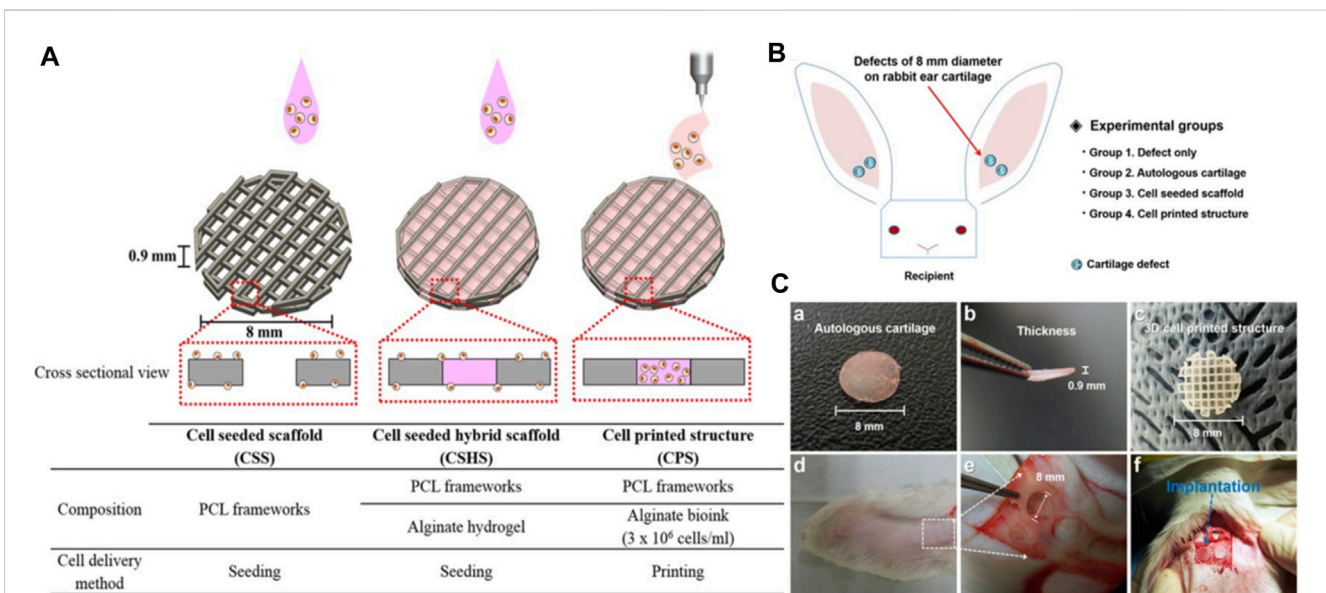 A
0.9 mm
8 mm
Cross sectional view
Cell seeded scaffold
(CSS)
Cell seeded hybrid scaffold
(CSHS)
Cell printed structure
(CPS)
Composition
PCL frameworks
PCL frameworks
Alginate hydrogel
PCL frameworks
Alginate bioink
(3 x 10⁶ cells/ml)
Cell delivery
method
Seeding
Seeding
Printing
B
Defects of 8 mm diameter
on rabbit ear cartilage
Recipient
◈ Experimental groups
· Group 1. Defect only
· Group 2. Autologous cartilage
· Group 3. Cell seeded scaffold
· Group 4. Cell printed structure
Cartilage defect
C
a
Autologous cartilage
8 mm
b
Thickness
0.9 mm
c
3D cell printed structure
8 mm
d
e
8 mm
f
Implantation